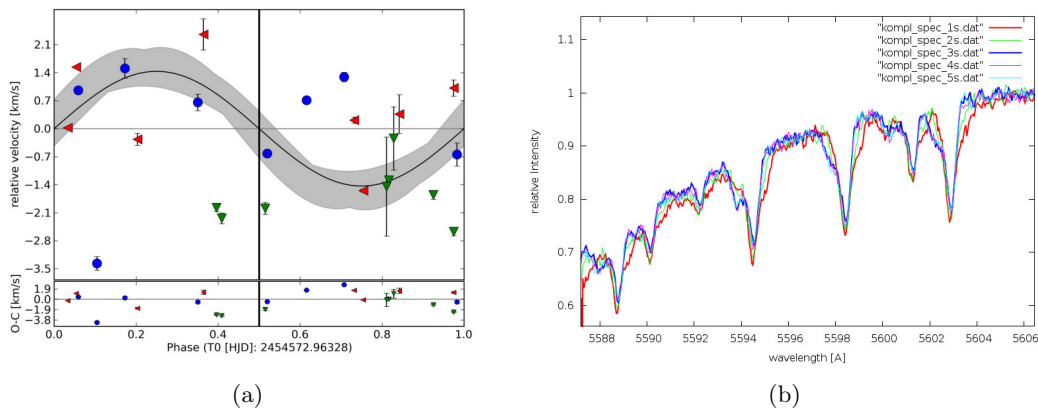 relative velocity [km/s]
2.1
1.4
0.7
0.0
-0.7
-1.4
-2.1
-2.8
-3.5
O-C [km/s]
1.9
0.0
-1.9
-3.8
0.0 0.2 0.4 0.6 0.8 1.0
Phase (T0 [HJD]: 2454572.96328)
(a)
relative Intensity
1.1
1
0.9
0.8
0.7
0.6
"kompl_spec_1s.dat"
"kompl_spec_2s.dat"
"kompl_spec_3s.dat"
"kompl_spec_4s.dat"
"kompl_spec_5s.dat"
5588 5590 5592 5594 5596 5598 5600 5602 5604 5606
wavelength [A]
(b)